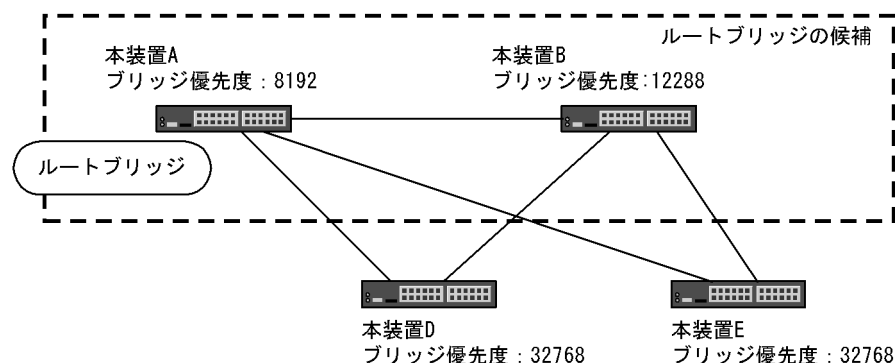 ルートブリッジの候補
本装置A
ブリッジ優先度：8192
本装置B
ブリッジ優先度:12288
ルートブリッジ
本装置D
ブリッジ優先度：32768
本装置E
ブリッジ優先度：32768